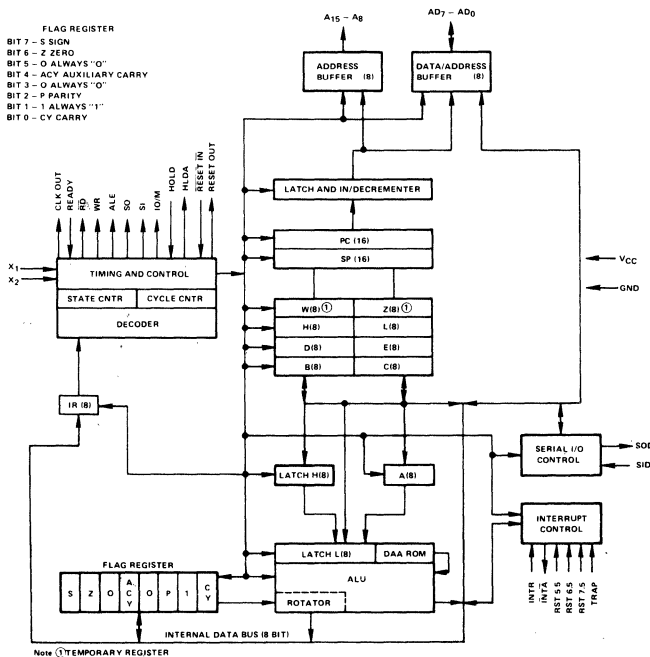 FLAG REGISTER
BIT 7 – S SIGN
BIT 6 – Z ZERO
BIT 5 – O ALWAYS "O"
BIT 4 – ACY AUXILIARY CARRY
BIT 3 – O ALWAYS "O"
BIT 2 – P PARITY
BIT 1 – 1 ALWAYS "1"
BIT 0 – CY CARRY
A15 – A8
AD7 – AD0
ADDRESS BUFFER (8)
DATA/ADDRESS BUFFER (8)
CLK OUT
READY
RD
WR
ALE
SO
SI
IO/M
HOLD
HLDA
RESET IN
RESET OUT
LATCH AND IN/DECREMENTER
PC (16)
SP (16)
X1
X2
TIMING AND CONTROL
STATE CNTR
CYCLE CNTR
DECODER
VCC
GND
W(8) ①
Z(8) ①
H(8)
L(8)
D(8)
E(8)
B(8)
C(8)
IR (8)
SERIAL I/O CONTROL
SOD
SID
LATCH H(8)
A(8)
INTERRUPT CONTROL
INTR
INTA
RST 5.5
RST 6.5
RST 7.5
TRAP
LATCH L(8)
DAA ROM
ALU
ROTATOR
FLAG REGISTER
S Z O ACY O P 1 CY
INTERNAL DATA BUS (8 BIT)
Note ① TEMPORARY REGISTER